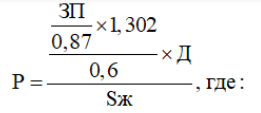 ЗП
0,87
×1,302
0,6
×Д
Р =
Sж
, где: